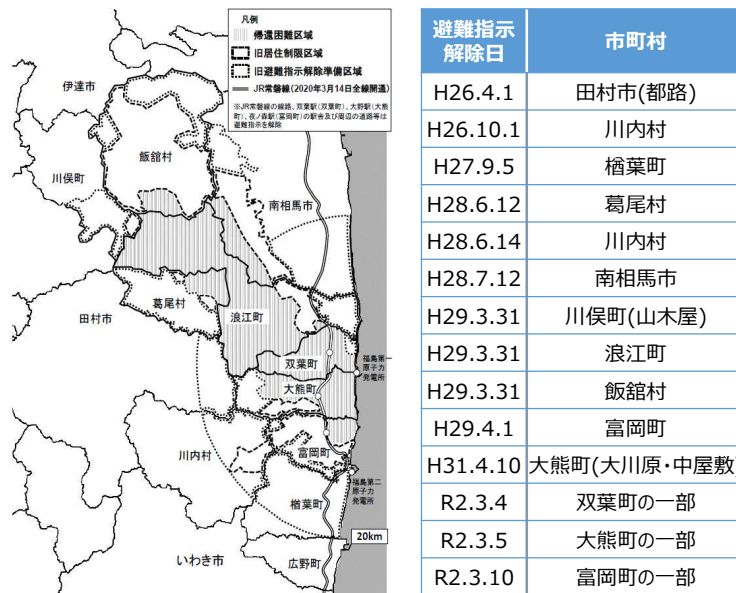 凡例
帰還困難区域
旧居住制限区域
旧避難指示解除準備区域
JR常磐線(2020年3月14日全線開通)
※JR常磐線の線路、双葉駅(双葉町)、大野駅(大熊
町)、夜ノ森駅(富岡町)の駅舎及び周辺の道路等は
避難指示を解除
伊達市
飯舘村
川俣町
南相馬市
葛尾村
田村市
浪江町
双葉町
福島第一
原子力
発電所
大熊町
川内村
富岡町
福島第二
原子力
発電所
楢葉町
20km
いわき市
広野町
避難指示
解除日
市町村
H26.4.1 田村市(都路)
H26.10.1 川内村
H27.9.5 楢葉町
H28.6.12 葛尾村
H28.6.14 川内村
H28.7.12 南相馬市
H29.3.31 川俣町(山木屋)
H29.3.31 浪江町
H29.3.31 飯舘村
H29.4.1 富岡町
H31.4.10 大熊町(大川原・中屋敷)
R2.3.4 双葉町の一部
R2.3.5 大熊町の一部
R2.3.10 富岡町の一部